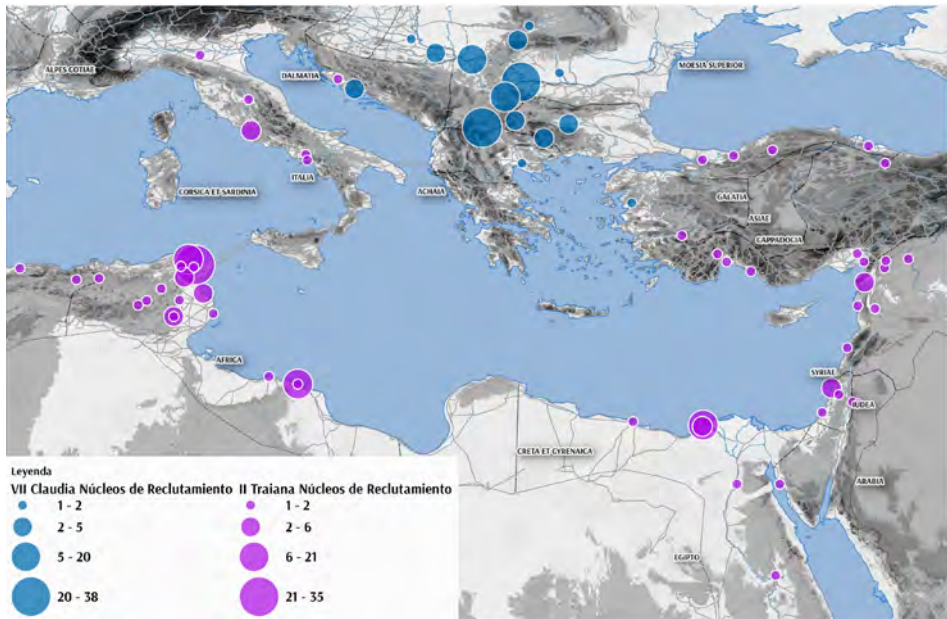 ALPES COTIAE
DALMATIA
MOESIA SUPERIOR
ITALIA
CORSICA ET SARDINIA
ACHAIA
GALATIA
ASIAE
CAPPADOCIA
AFRICA
SYRIAE
IUDEA
CRETA ET CYRENAICA
ARABIA
EGIPTO
Leyenda
VII Claudia Núcleos de Reclutamiento II Traiana Núcleos de Reclutamiento
1 - 2 1 - 2
2 - 5 2 - 6
5 - 20 6 - 21
20 - 38 21 - 35